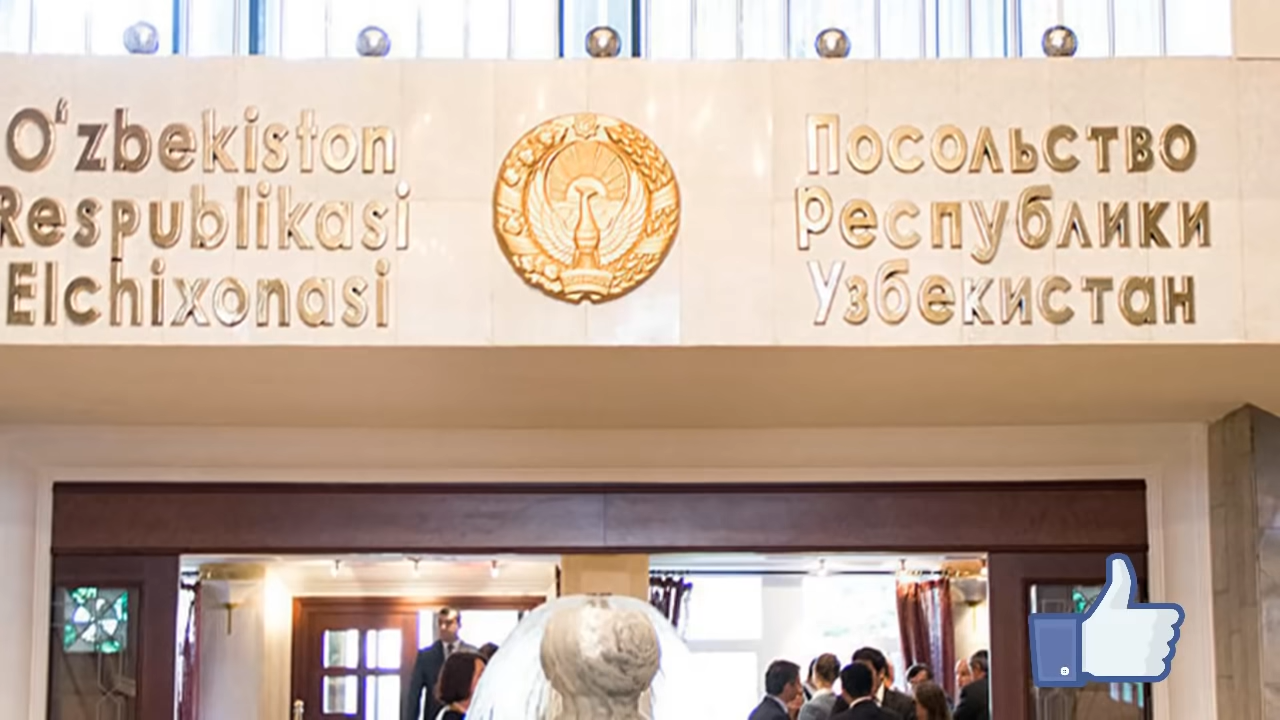 O‘zbekiston
Respublikasi
Elchixonasi
Посольство
Республики
Узбекистан